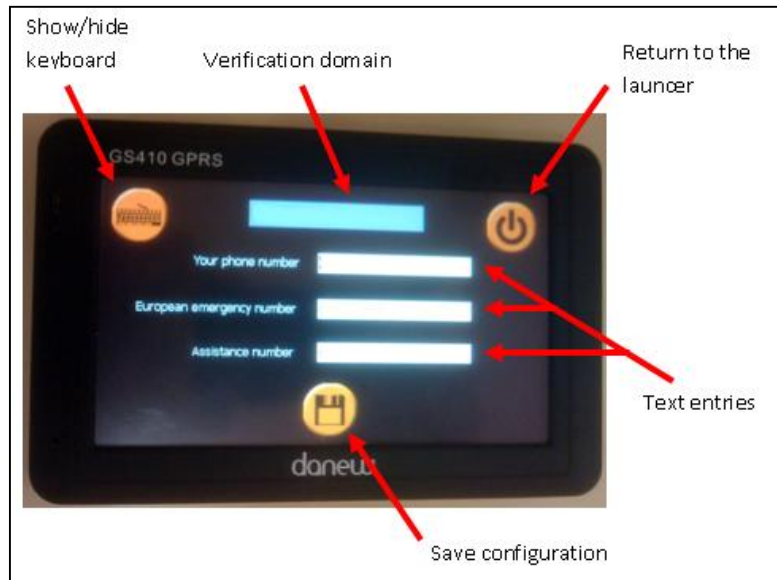 Show/hide
keyboard
Verification domain
Return to the
launcer
GS410 GPRS
Your phone number
European emergency number
Assistance number
Text entries
danew
Save configuration